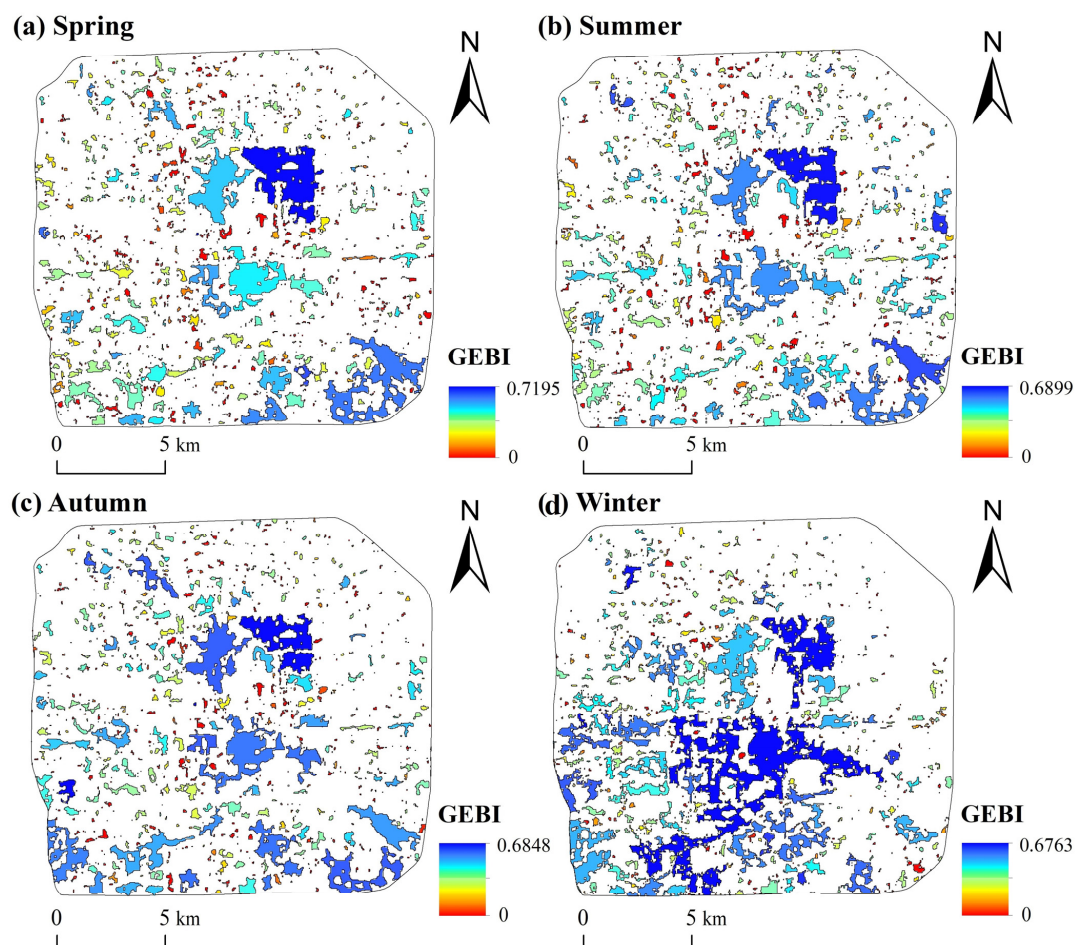 (a) Spring
N
GEBI
0.7195
0
0 5 km
(b) Summer
N
GEBI
0.6899
0
0 5 km
(c) Autumn
N
GEBI
0.6848
0
0 5 km
(d) Winter
N
GEBI
0.6763
0
0 5 km